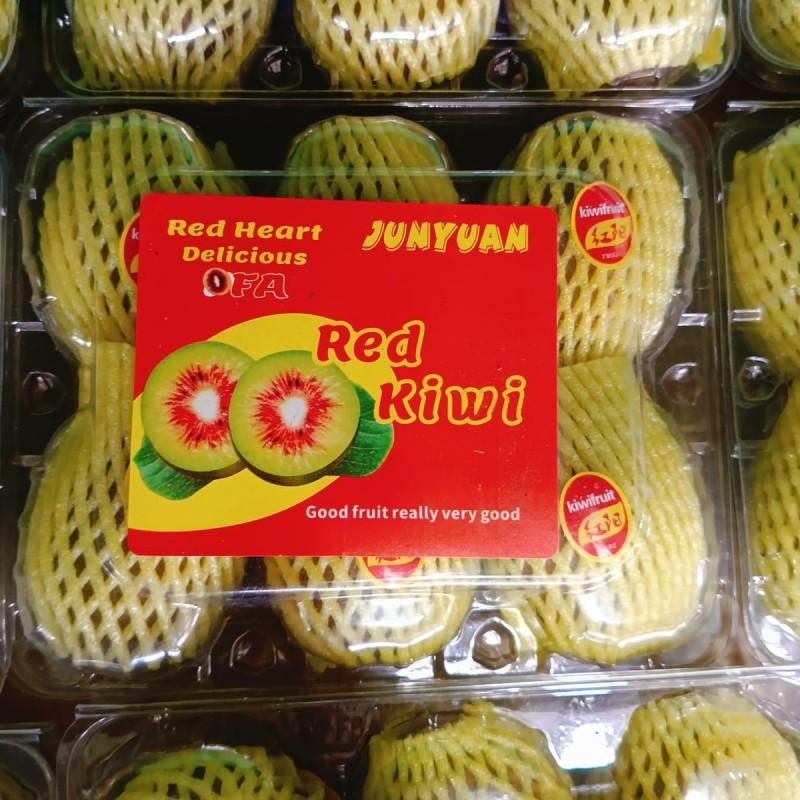 Red Heart
Delicious
JUNYUAN
Red
Kiwi
Good fruit really very good
kiwifruit
kiwifruit